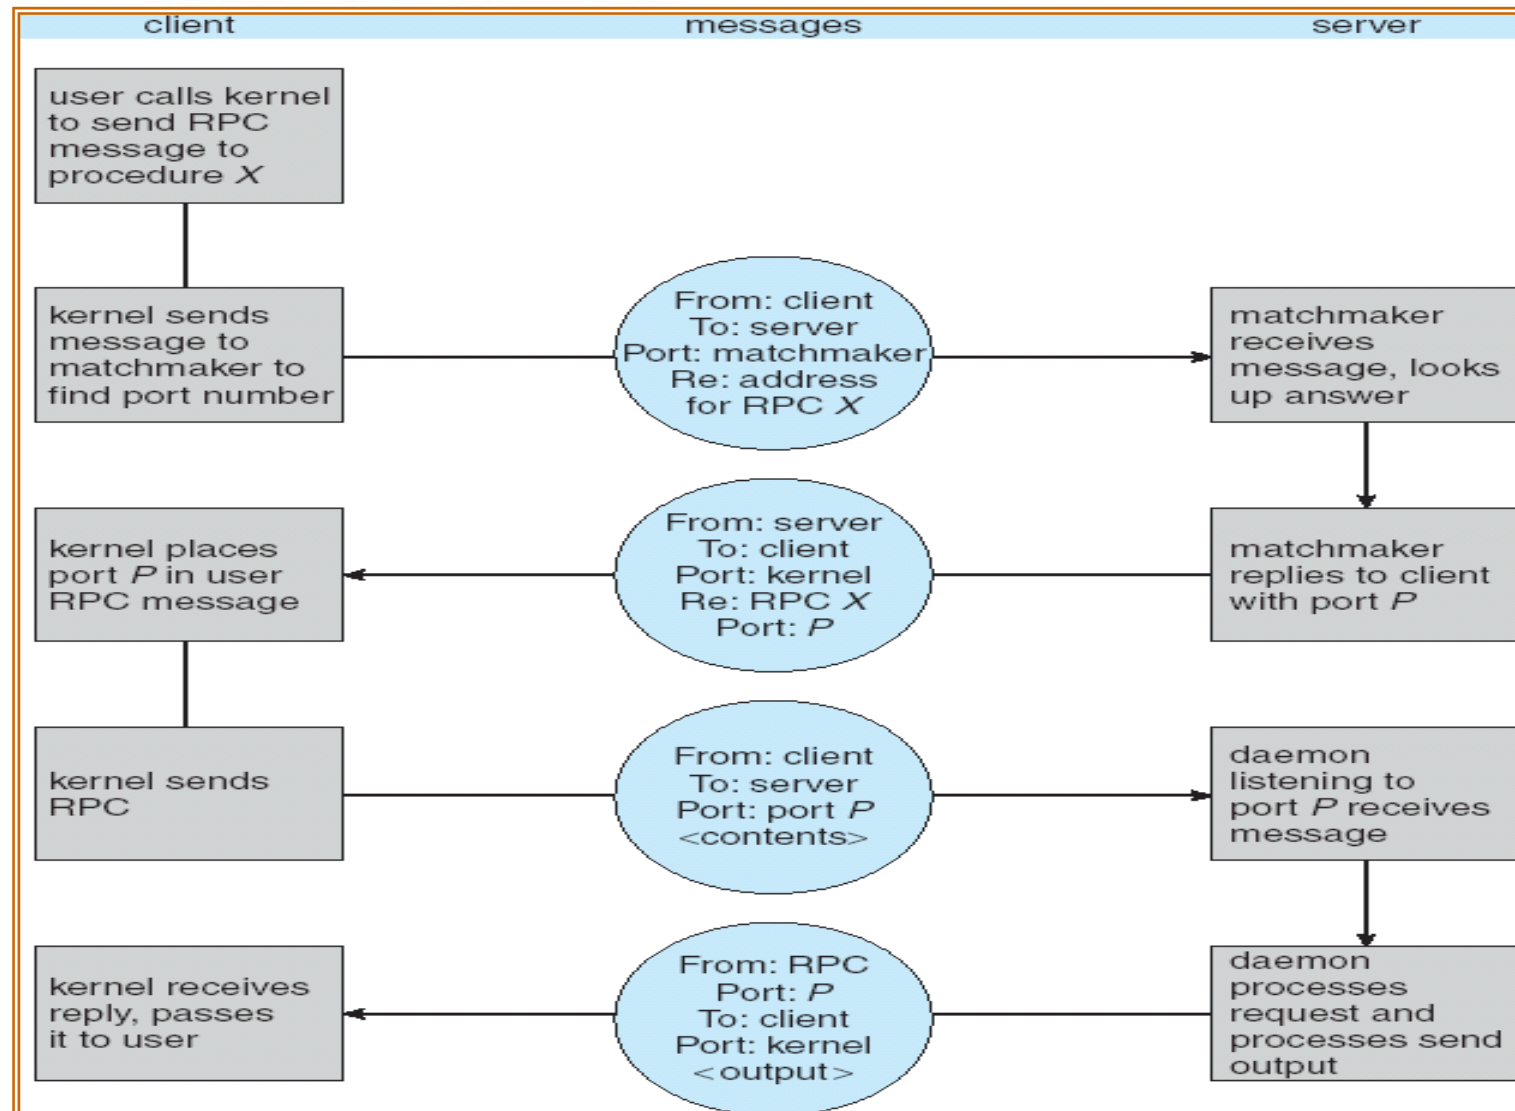 client
messages
server
user calls kernel
to send RPC
message to
procedure X
kernel sends
message to
matchmaker to
find port number
From: client
To: server
Port: matchmaker
Re: address
for RPC X
matchmaker
receives
message, looks
up answer
kernel places
port P in user
RPC message
From: server
To: client
Port: kernel
Re: RPC X
Port: P
matchmaker
replies to client
with port P
kernel sends
RPC
From: client
To: server
Port: port P
<contents>
daemon
listening to
port P receives
message
kernel receives
reply, passes
it to user
From: RPC
Port: P
To: client
Port: kernel
<output>
daemon
processes
request and
processes send
output